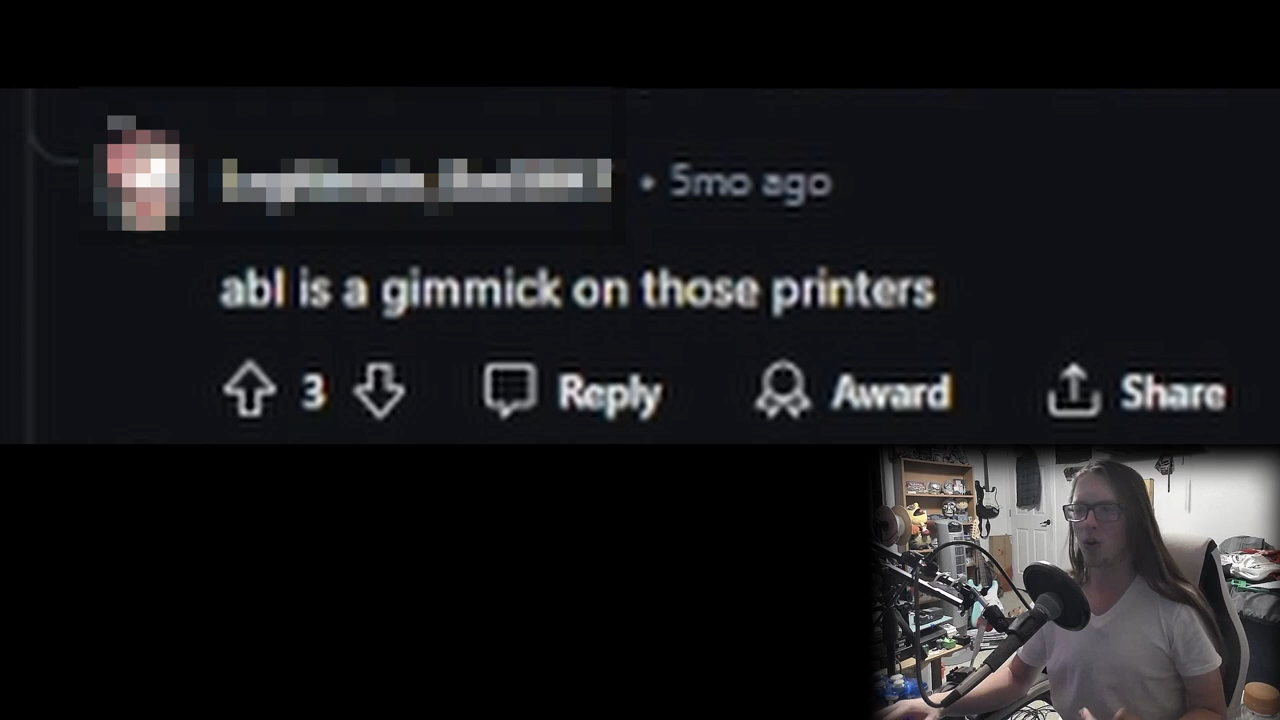 • 5mo ago
abl is a gimmick on those printers
3 Reply Award Share